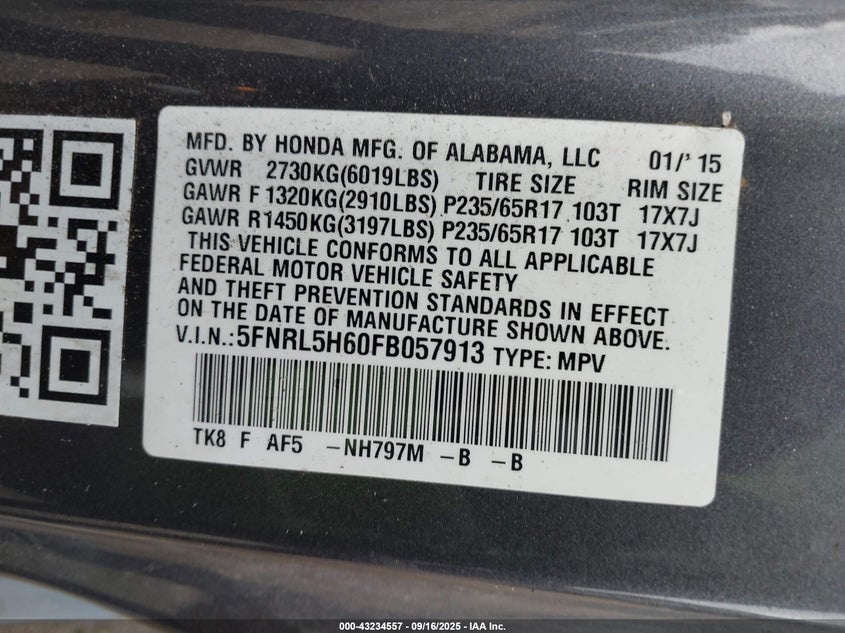 MFD. BY HONDA MFG. OF ALABAMA, LLC 01/'15
GVWR 2730KG(6019LBS) TIRE SIZE RIM SIZE
GAWR F 1320KG(2910LBS) P235/65R17 103T 17X7J
GAWR R1450KG(3197LBS) P235/65R17 103T 17X7J
THIS VEHICLE CONFORMS TO ALL APPLICABLE
FEDERAL MOTOR VEHICLE SAFETY
AND THEFT PREVENTION STANDARDS IN EFFECT
ON THE DATE OF MANUFACTURE SHOWN ABOVE.
V.I.N.:5FNRL5H60FB057913 TYPE: MPV
TK8 F AF5 -NH797M -B -B
000-43234557 - 09/16/2025 - IAA Inc.